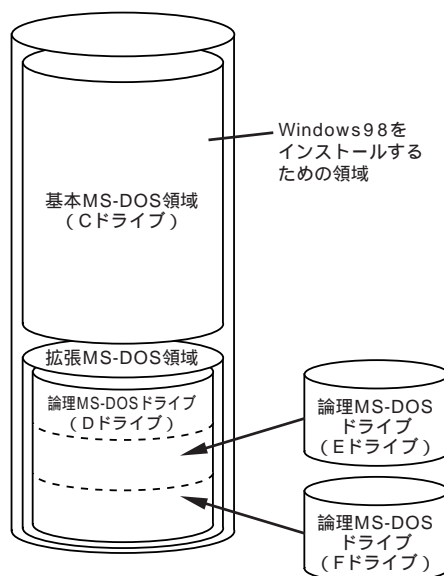 Windows98を
インストールする
ための領域
基本MS-DOS領域
(Cドライブ)
拡張MS-DOS領域
論理MS-DOSドライブ
(Dドライブ)
論理MS-DOS
ドライブ
(Eドライブ)
論理MS-DOS
ドライブ
(Fドライブ)